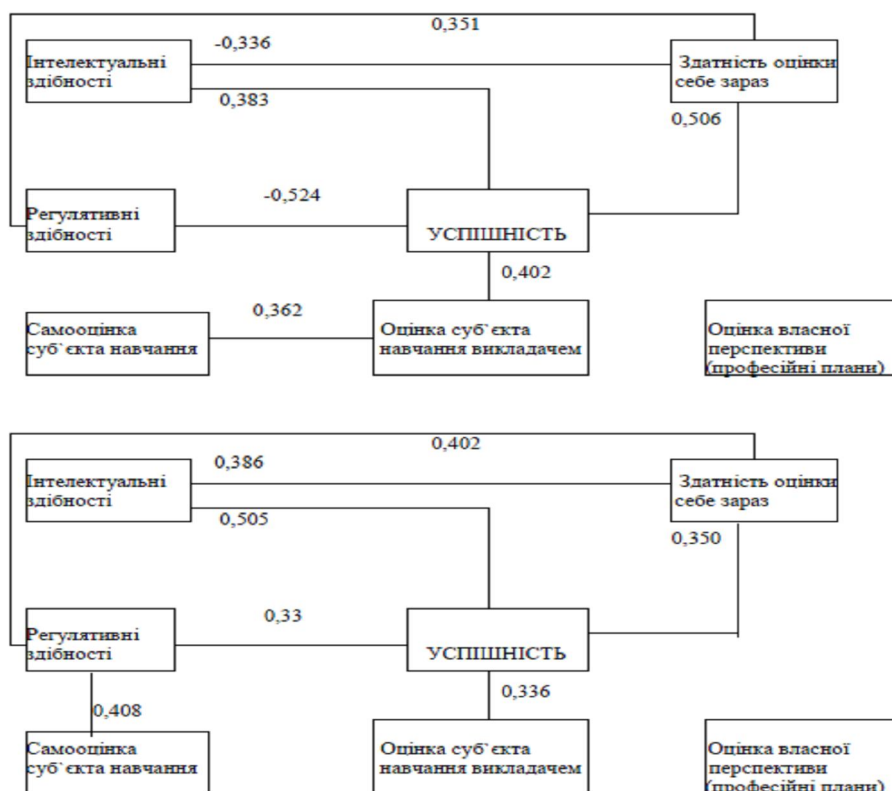 0,351
-0,336
Інтелектуальні
здібності
Здатність оцінки
себе зараз
0,383
0,506
-0,524
Регулятивні
здібності
УСПІШНІСТЬ
0,402
0,362
Самооцінка
суб`єкта навчання
Оцінка суб`єкта
навчання викладачем
Оцінка власної
перспективи
(професійні плани)
0,402
0,386
Інтелектуальні
здібності
Здатність оцінки
себе зараз
0,505
0,350
0,33
Регулятивні
здібності
УСПІШНІСТЬ
0,336
0,408
Самооцінка
суб`єкта навчання
Оцінка суб`єкта
навчання викладачем
Оцінка власної
перспективи
(професійні плани)